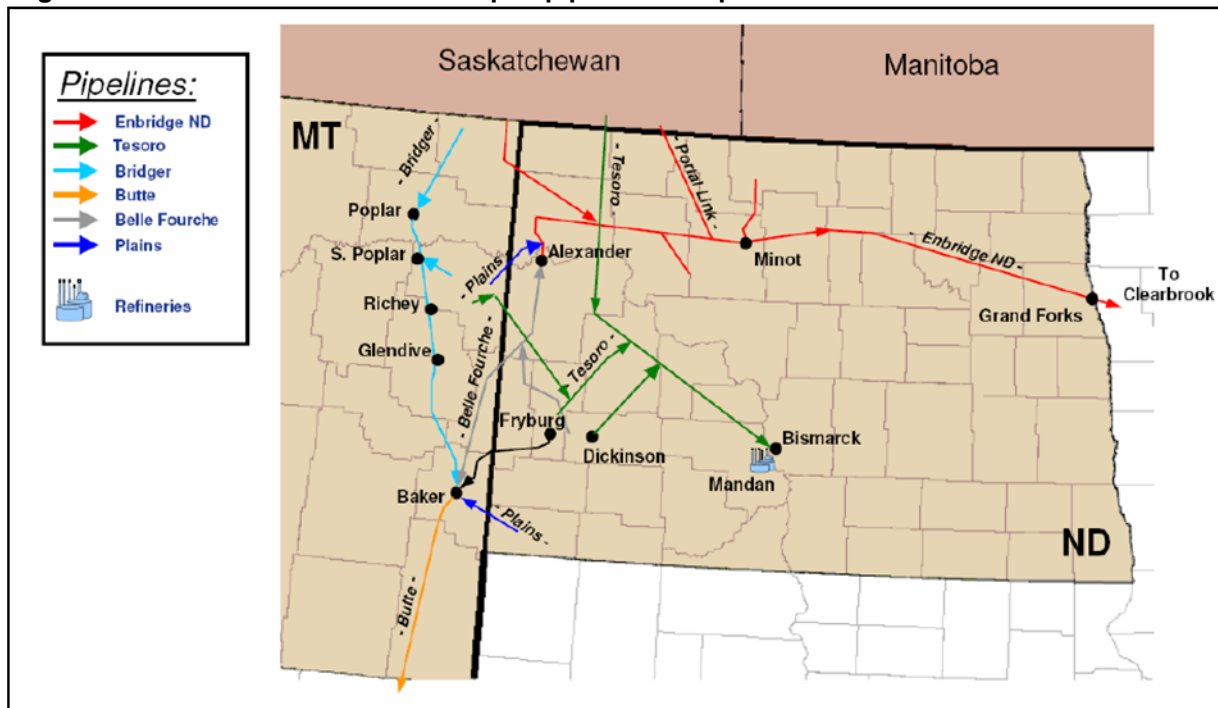 Saskatchewan
Manitoba
Pipelines:
Enbridge ND
Tesoro
Bridger
Butte
Belle Fourche
Plains
Refineries
MT
- Bridger -
- Tesoro -
- Portal Link -
Poplar
S. Poplar
Alexander
Minot
- Enbridge ND -
To
Clearbrook
- Plains -
Richey
Grand Forks
Glendive
- Belle Fourche -
- Tesoro -
Fryburg
Dickinson
Bismarck
Mandan
Baker
- Plains -
ND
- Butte -